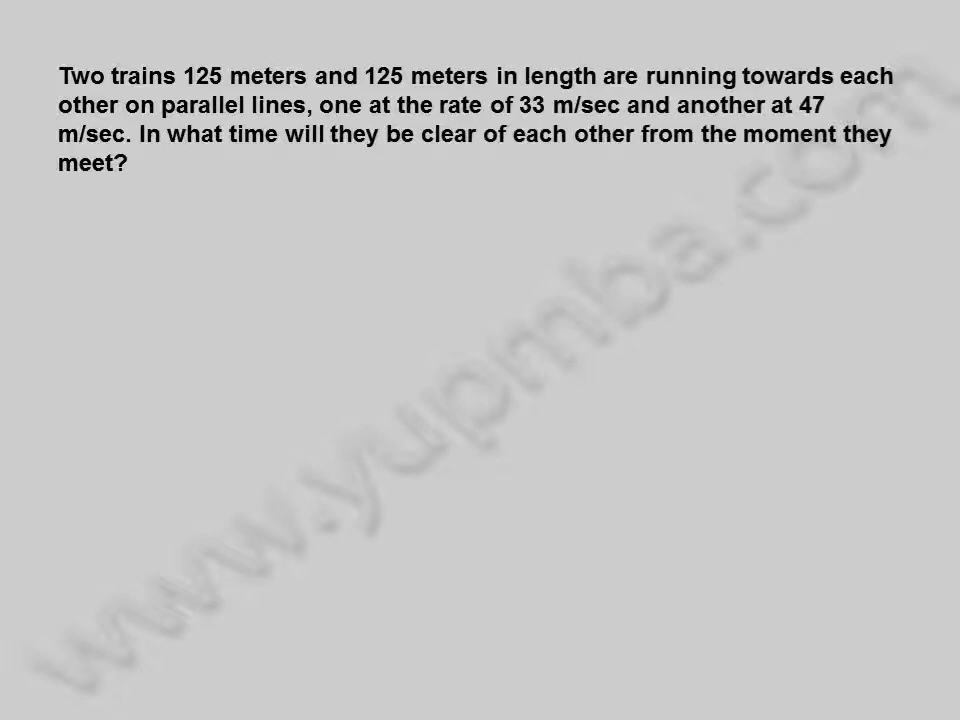 Two trains 125 meters and 125 meters in length are running towards each
other on parallel lines, one at the rate of 33 m/sec and another at 47
m/sec. In what time will they be clear of each other from the moment they
meet?
www.yupmba.com